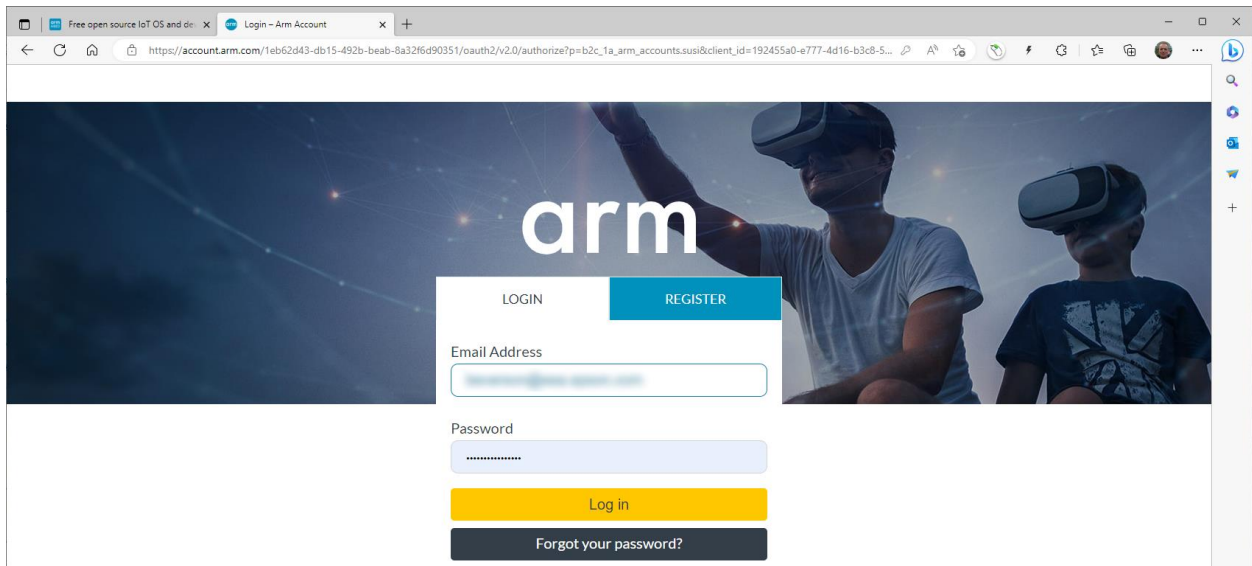 Free open source IoT OS and de
Login – Arm Account
https://account.arm.com/1eb62d43-db15-492b-beab-8a32f6d90351/oauth2/v2.0/authorize?p=b2c_1a_arm_accounts.susi&client_id=192455a0-e777-4d16-b3c8-5...
arm
LOGIN
REGISTER
Email Address
Password
Log in
Forgot your password?